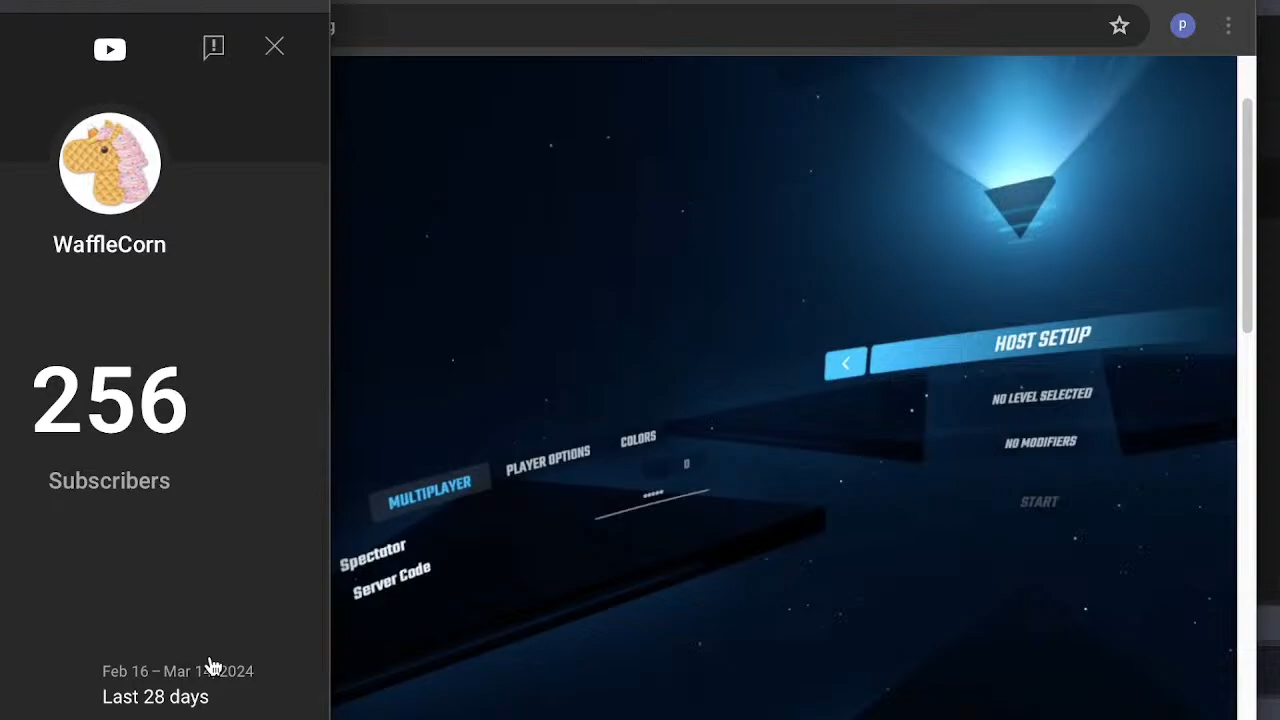 g
P
WaffleCorn
256
Subscribers
Last 28 days
HOST SETUP
NO LEVEL SELECTED
NO MODIFIERS
START
MULTIPLAYER
PLAYER OPTIONS
COLORS
0
*****
Spectator
Server Code
Feb 16 – Mar 2024